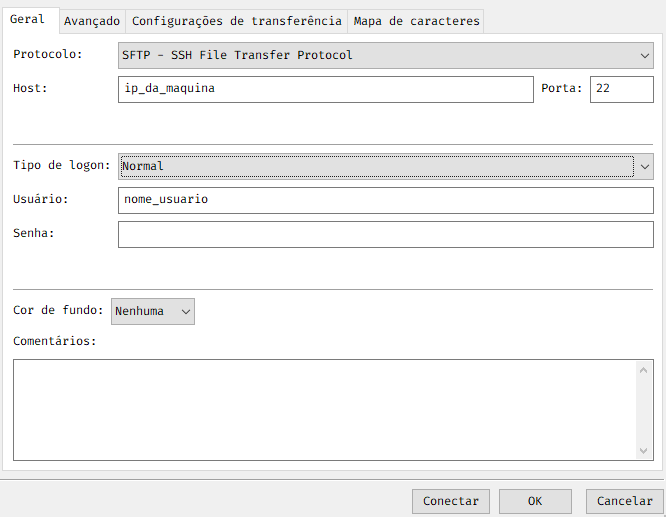 Geral Avançado Configurações de transferência Mapa de caracteres
Protocolo: SFTP - SSH File Transfer Protocol
Host: ip_da_maquina Porta: 22
Tipo de logon: Normal
Usuário: nome_usuario
Senha:
Cor de fundo: Nenhuma
Comentários:
Conectar OK Cancelar